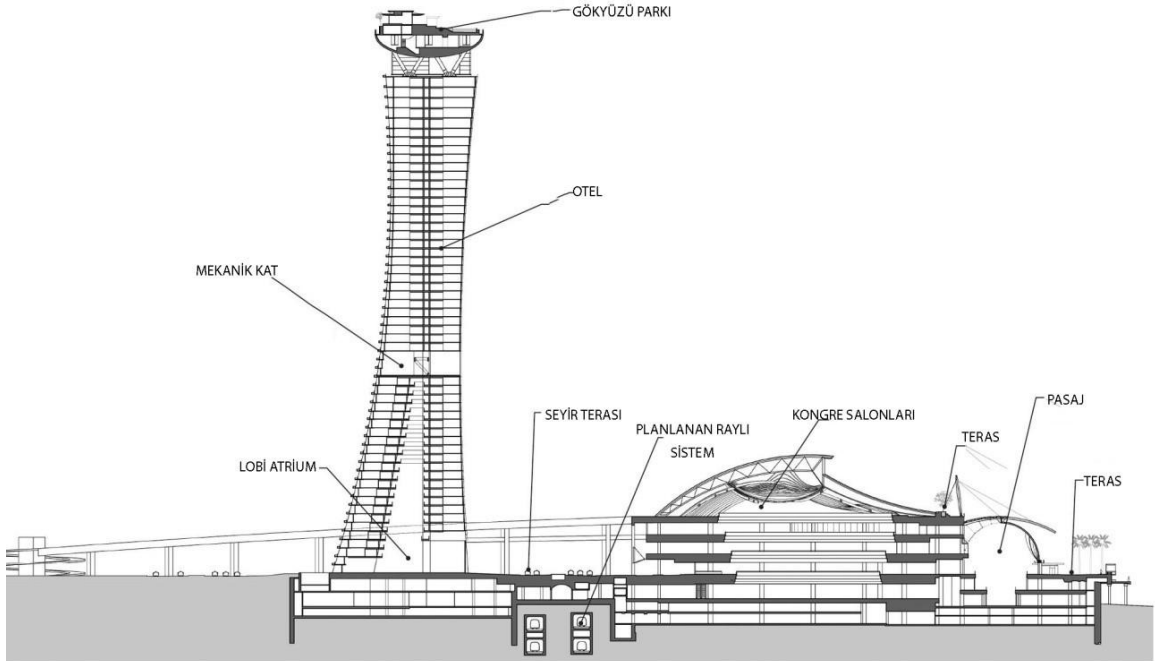 GÖKYÜZÜ PARKI
OTEL
MEKANİK KAT
SEYİR TERASI
PLANLANAN RAYLI
SİSTEM
KONGRE SALONLARI
PASAJ
TERAS
LOBİ ATRİUM
TERAS